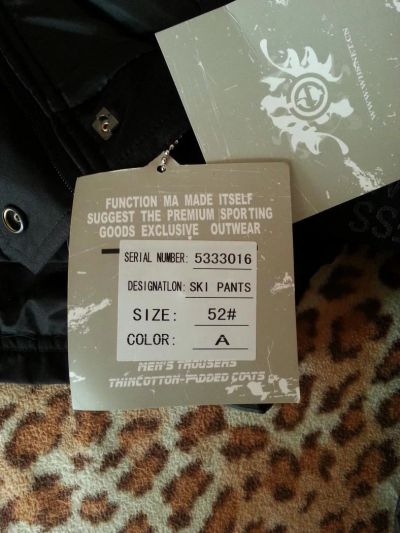 FUNCTION MA MADE ITSELF
SUGGEST THE PREMIUM SPORTING
GOODS EXCLUSIVE OUTWEAR
SERIAL NUMBER: 5333016
DESIGNATLON: SKI PANTS
SIZE: 52#
COLOR: A
MEN'S TROUSERS
THINCOTTON-PADDED COATS